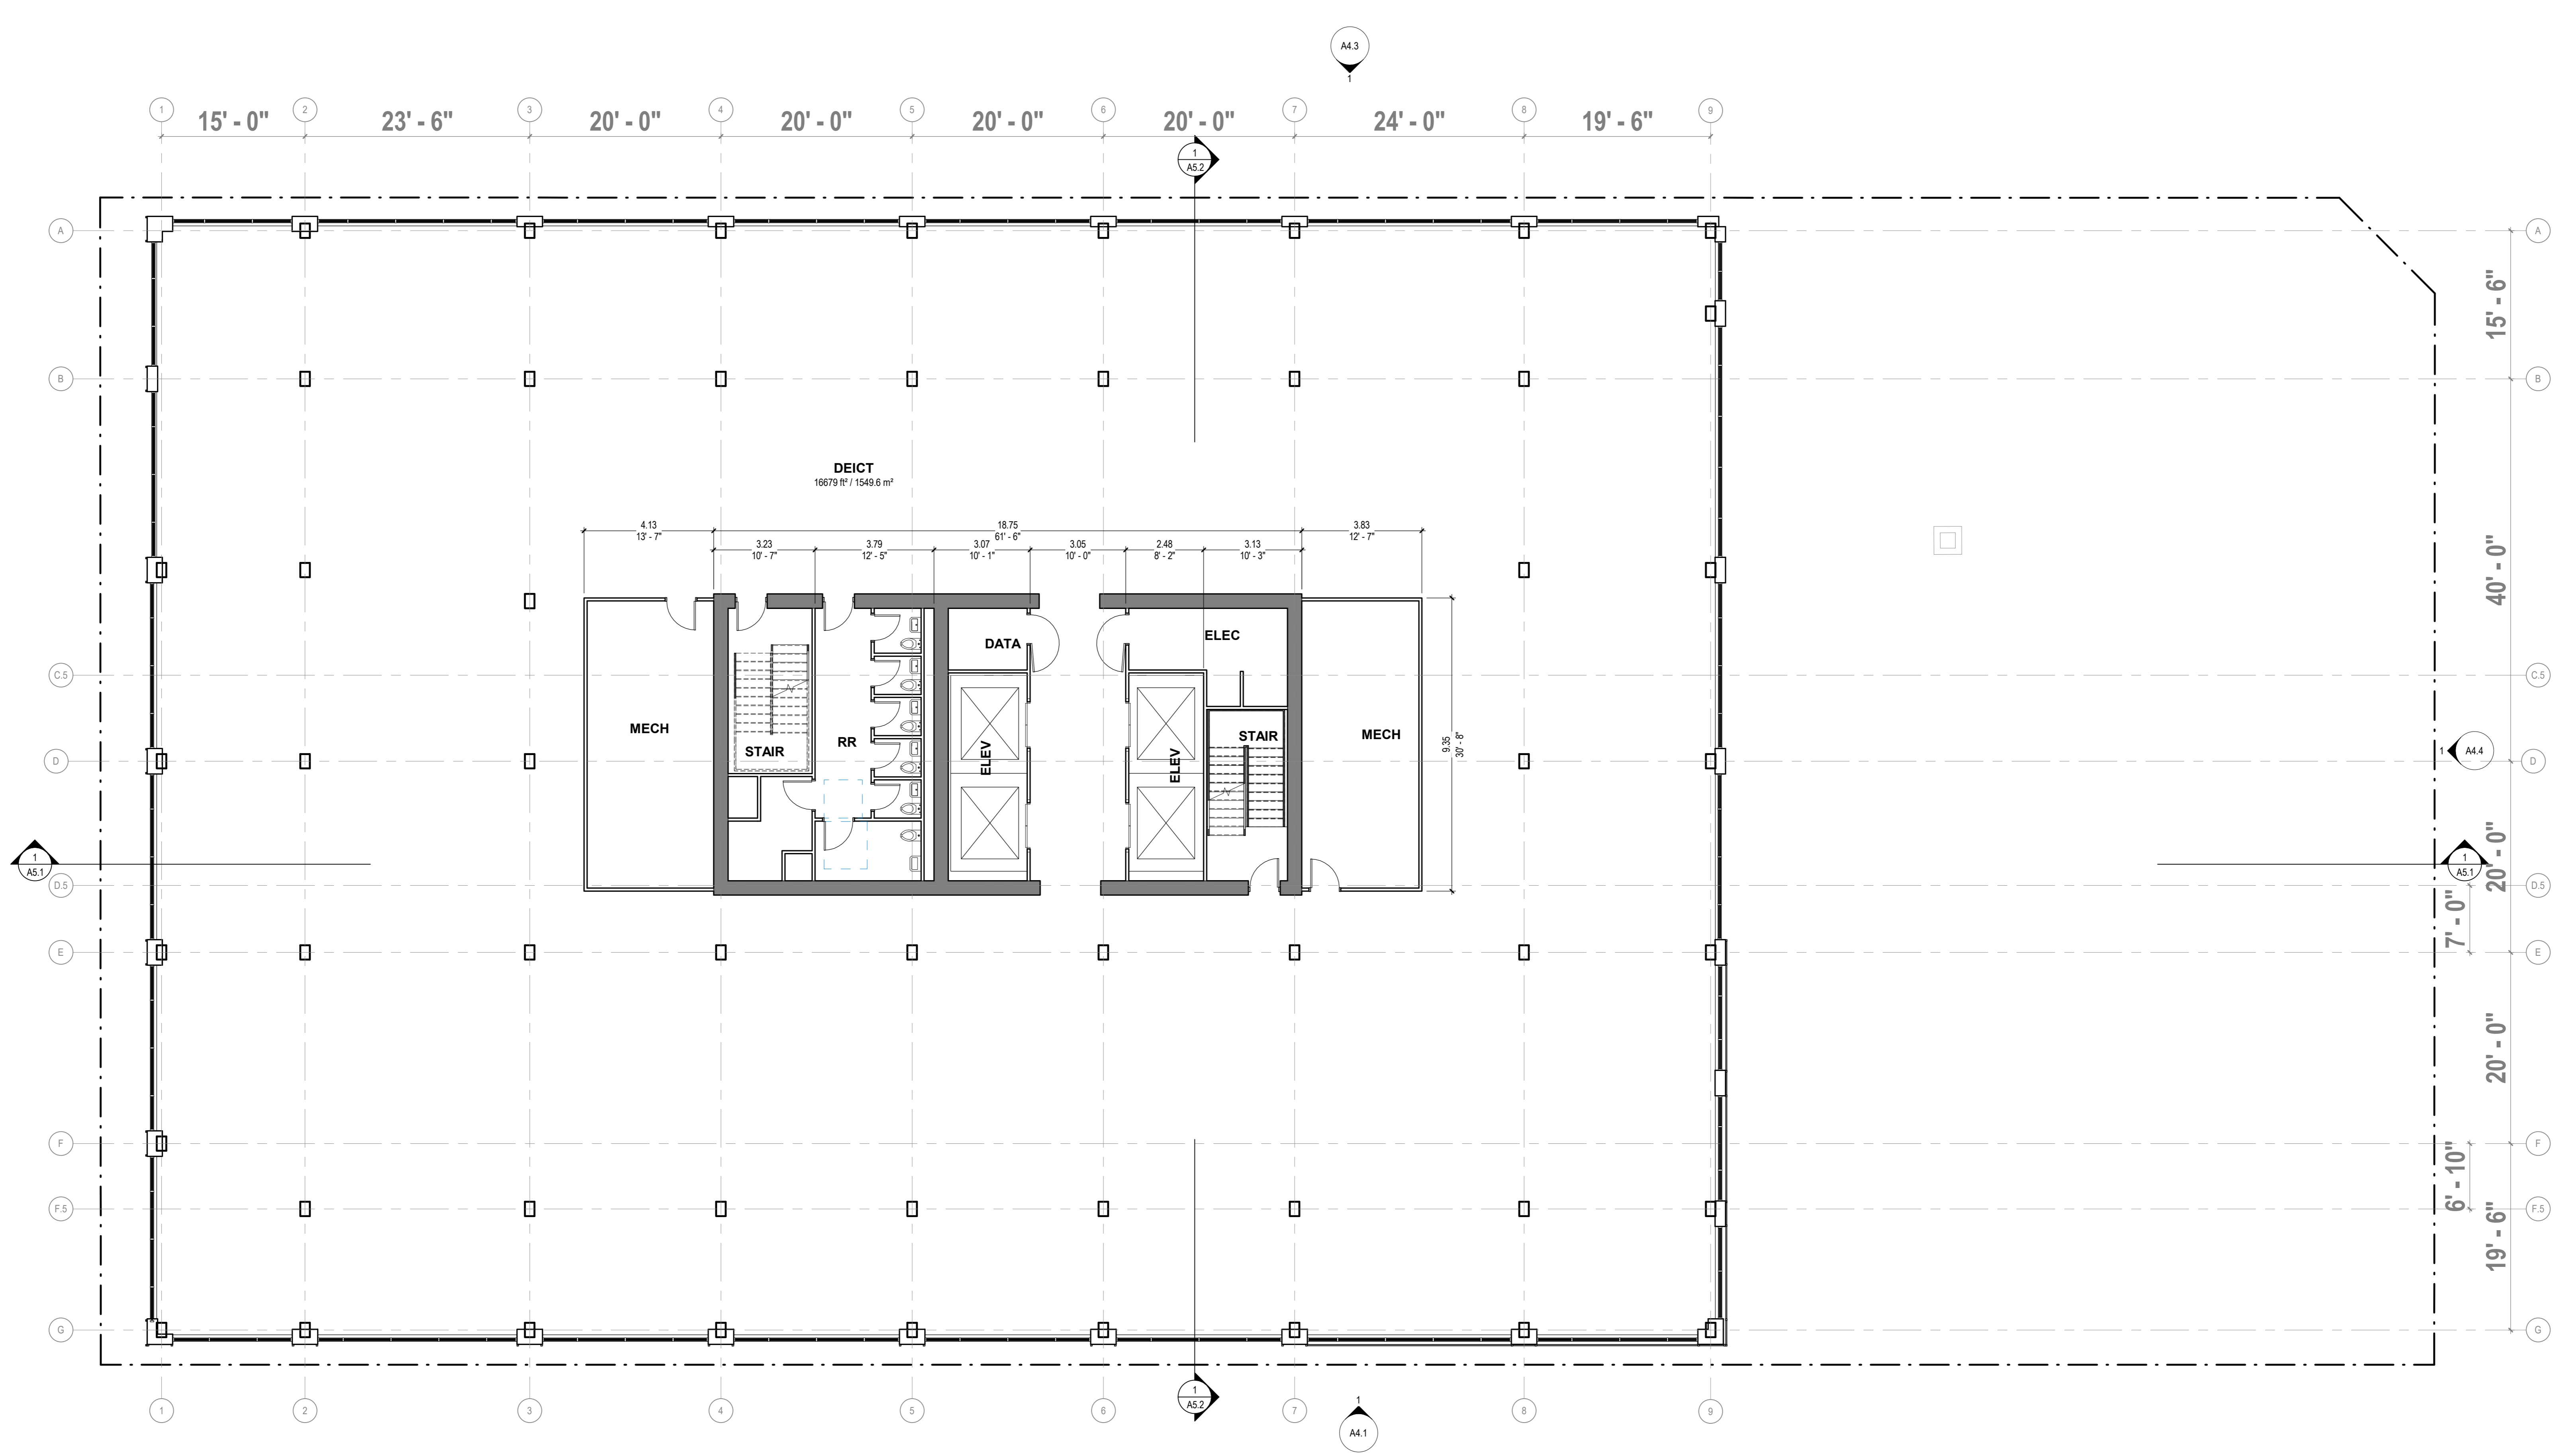 A4.3
1
1 2 3 4 5 6 7 8 9
15' - 0" 23' - 6" 20' - 0" 20' - 0" 20' - 0" 20' - 0" 24' - 0" 19' - 6"
1
A5.2
A A
15' - 6"
B B
DEICT
16679 ft² / 1549.6 m²
40' - 0"
4.13 18.75 3.83
13' - 7" 61' - 6" 12' - 7"
3.23 3.79 3.07 3.05 2.48 3.13
10' - 7" 12' - 5" 10' - 1" 10' - 0" 8' - 2" 10' - 3"
DATA ELEC
C.5 C.5
MECH STAIR RR ELEV ELEV STAIR MECH
9.35
30' - 8"
1 A4.4
D D
20' - 0"
1
A5.1
1
A5.1
D.5 D.5
7' - 0"
E E
20' - 0"
F F
6' - 10"
F.5 F.5
19' - 6"
G G
1
A5.2
1
A4.1
1 2 3 4 5 6 7 8 9